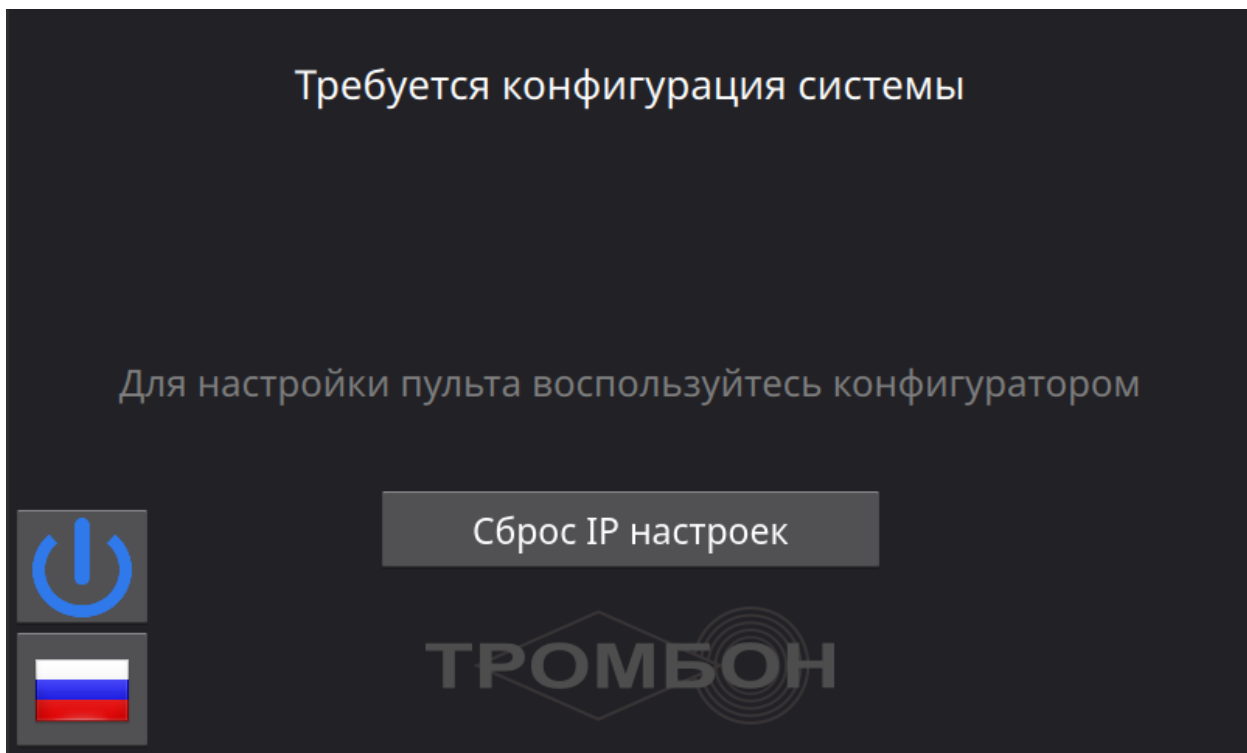 Требуется конфигурация системы
Для настройки пульта воспользуйтесь конфигуратором
Сброс IP настроек
ТРОМБОН